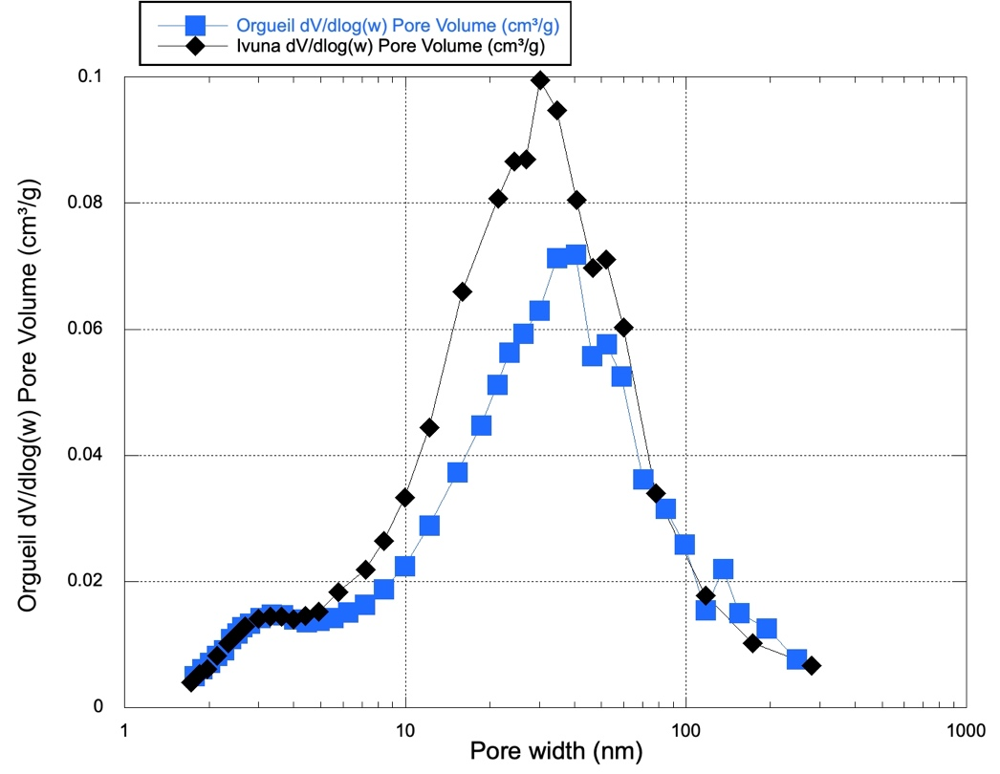 Orgueil dV/dlog(w) Pore Volume (cm³/g)
Ivuna dV/dlog(w) Pore Volume (cm³/g)
0.1
0.08
0.06
0.04
0.02
0
Orgueil dV/dlog(w) Pore Volume (cm³/g)
1
10
100
1000
Pore width (nm)